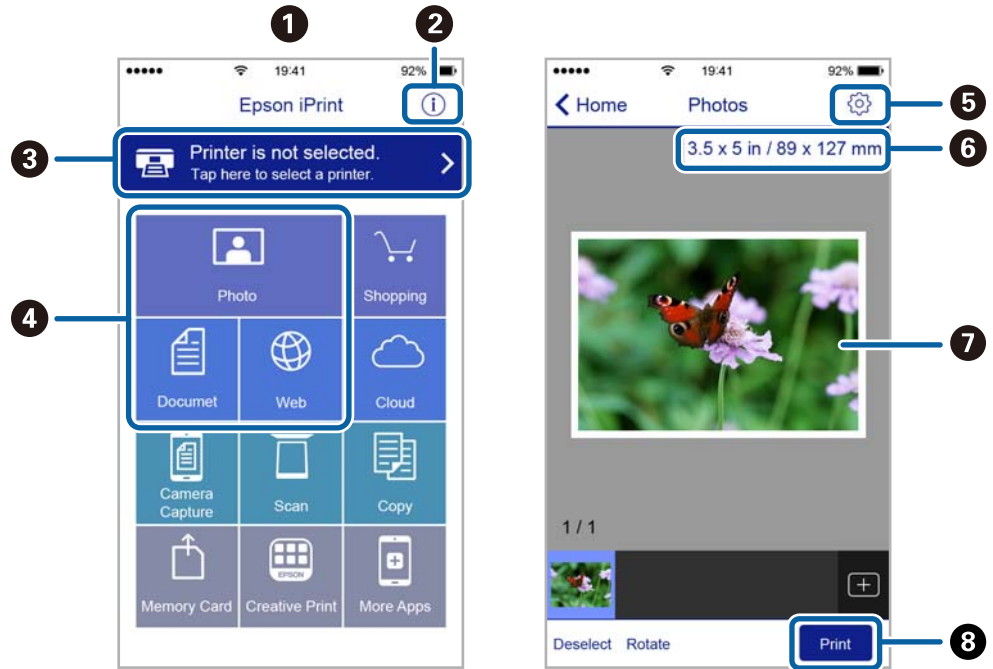 1
2
19:41 92%
Epson iPrint
3
Printer is not selected.
Tap here to select a printer.
4
Photo Shopping
Documet Web Cloud
Camera
Capture Scan Copy
EPSON
Memory Card Creative Print More Apps
19:41 92%
Home Photos
5
6
3.5 x 5 in / 89 x 127 mm
7
1 / 1
Deselect Rotate Print
8